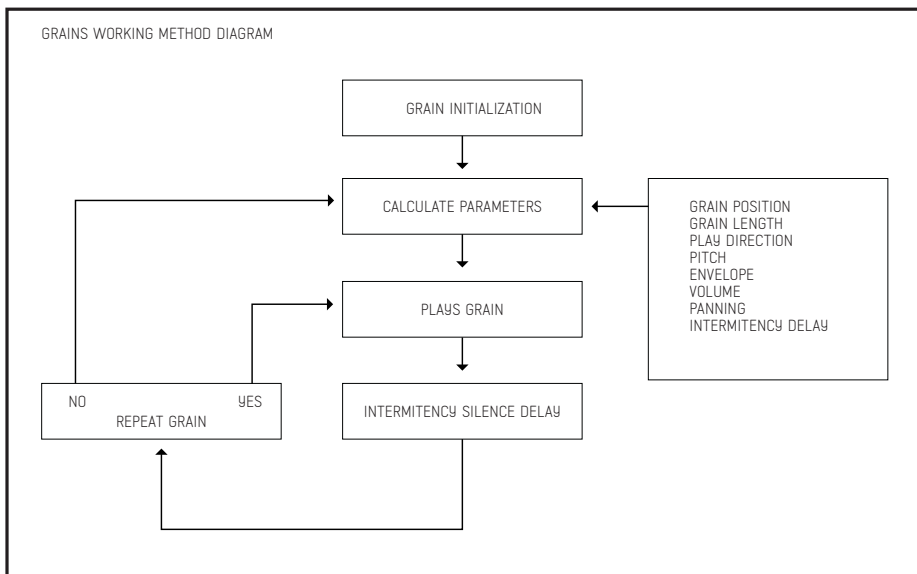 GRAINS WORKING METHOD DIAGRAM
GRAIN INITIALIZATION
CALCULATE PARAMETERS
GRAIN POSITION
GRAIN LENGTH
PLAY DIRECTION
PITCH
ENVELOPE
VOLUME
PANNING
INTERMITENCY DELAY
PLAYS GRAIN
NO YES
REPEAT GRAIN
INTERMITENCY SILENCE DELAY